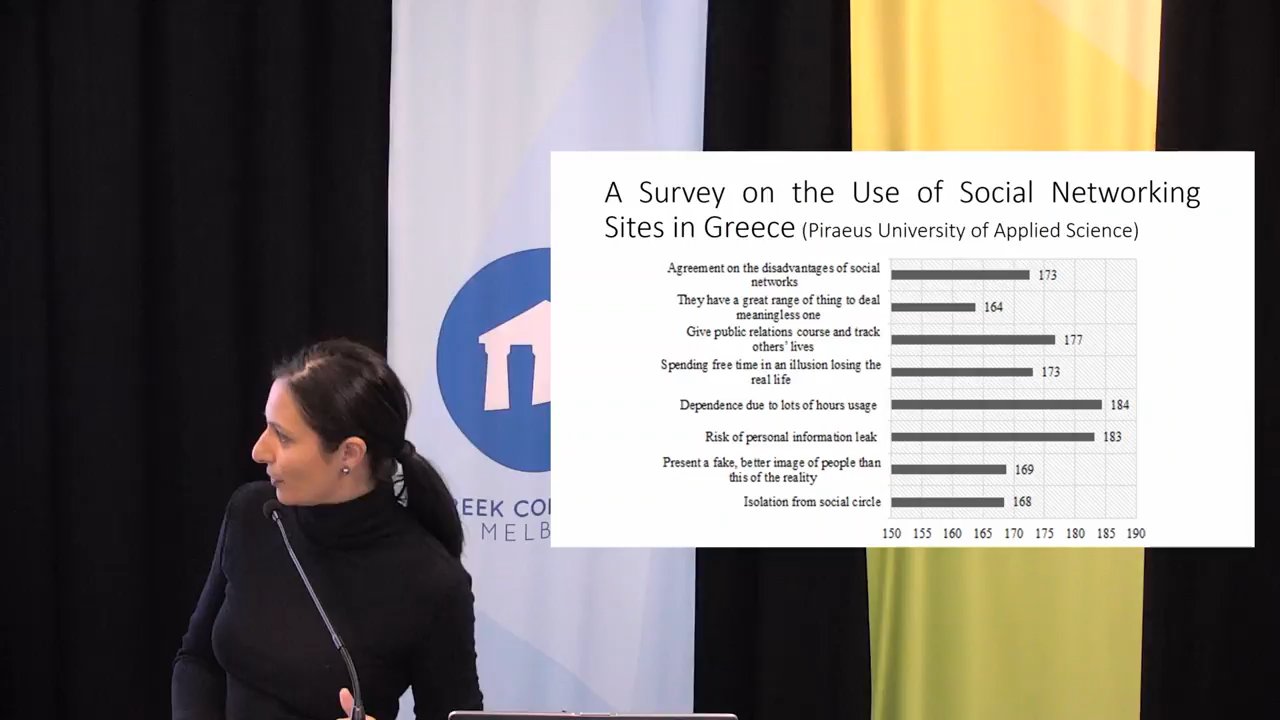 A Survey on the Use of Social Networking
Sites in Greece (Piraeus University of Applied Science)
Agreement on the disadvantages of social
networks
173
They have a great range of thing to deal
meaningless one
164
Give public relations course and track
others' lives
177
Spending free time in an illusion losing the
real life
173
Dependence due to lots of hours usage
184
Risk of personal information leak
183
Present a fake, better image of people than
this of the reality
169
Isolation from social circle
168
150 155 160 165 170 175 180 185 190
REEK CO
MELB